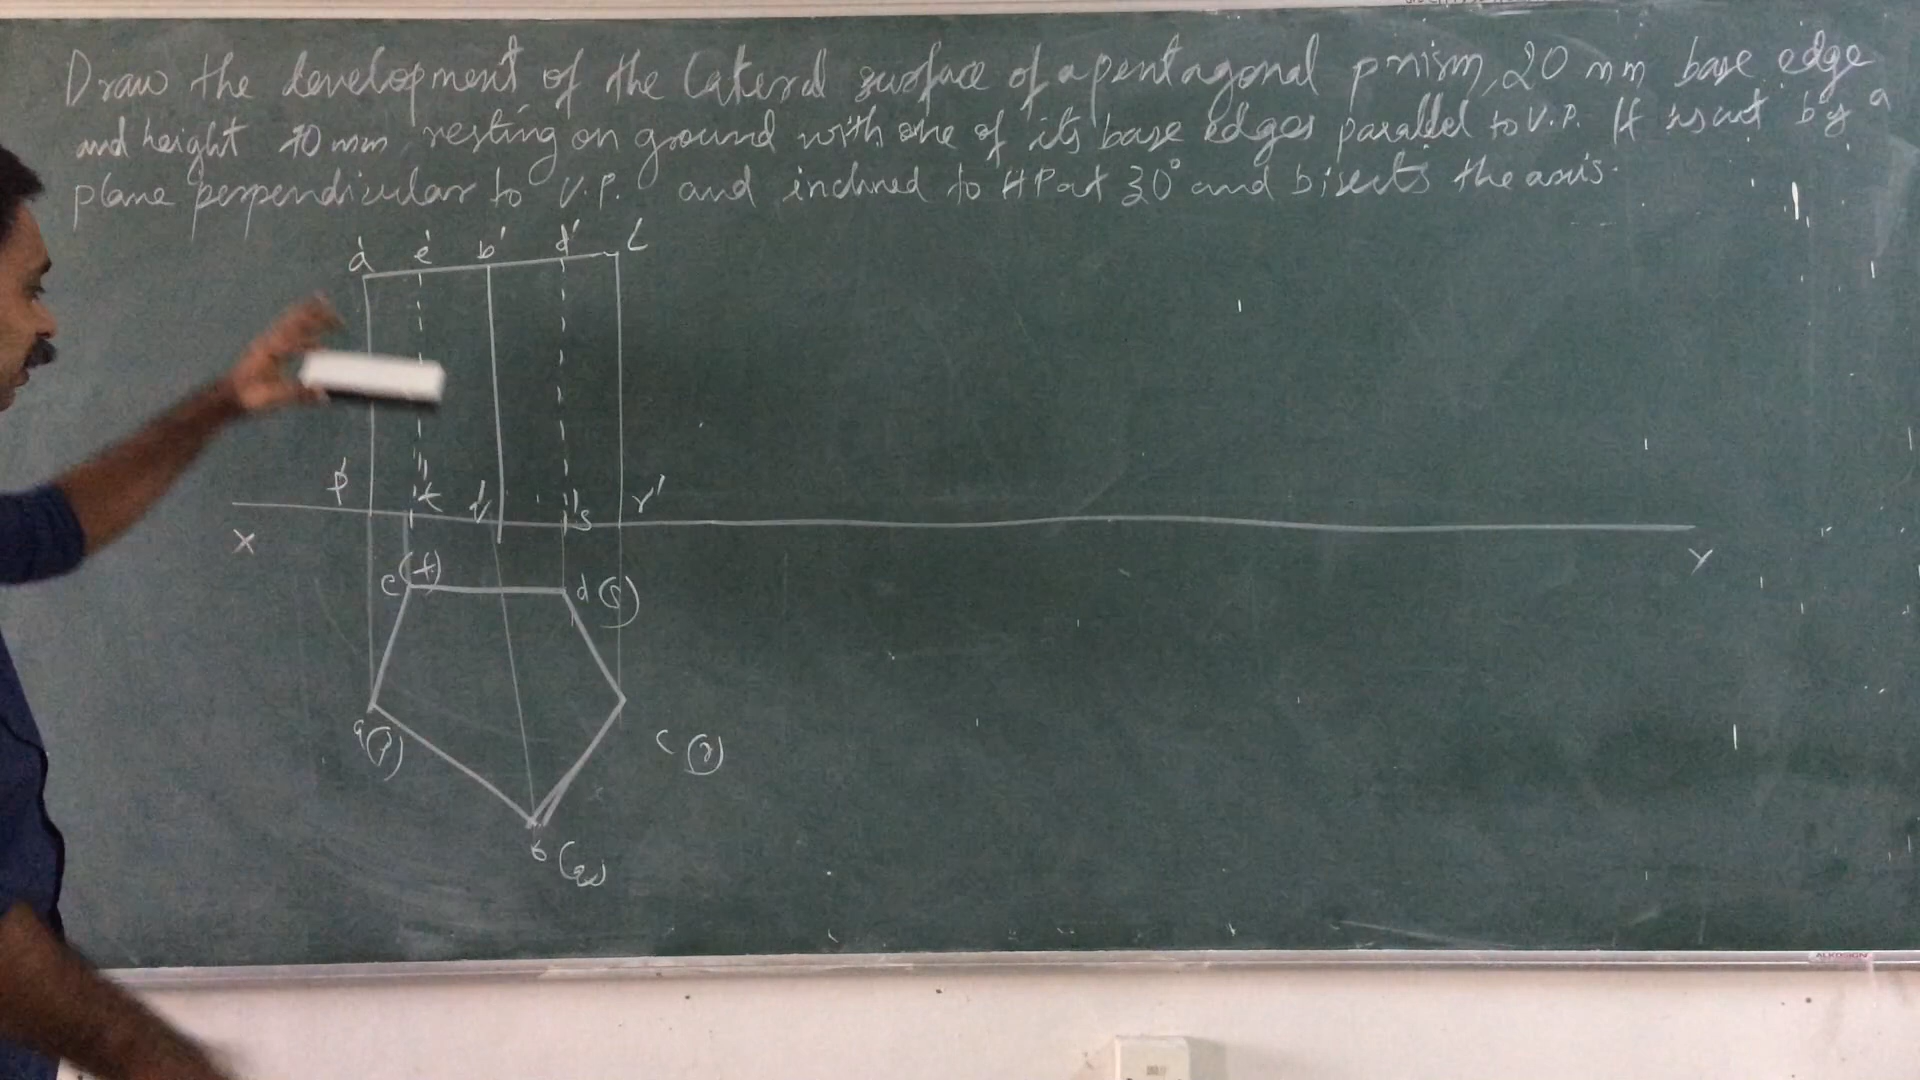 Draw the development of the Lateral surface of a pentagonal prism, 20 mm base edge
and height 70 mm resting on ground with one of its base edges parallel to V.P. It is cut by a
plane perpendicular to V.P. and inclined to HP at 30° and bisects the axis.
a' e' b' d' c'
p' t' s' r'
X Y
e (t) d (s)
a (p) c (r)
b (q)
ALKOSIGN